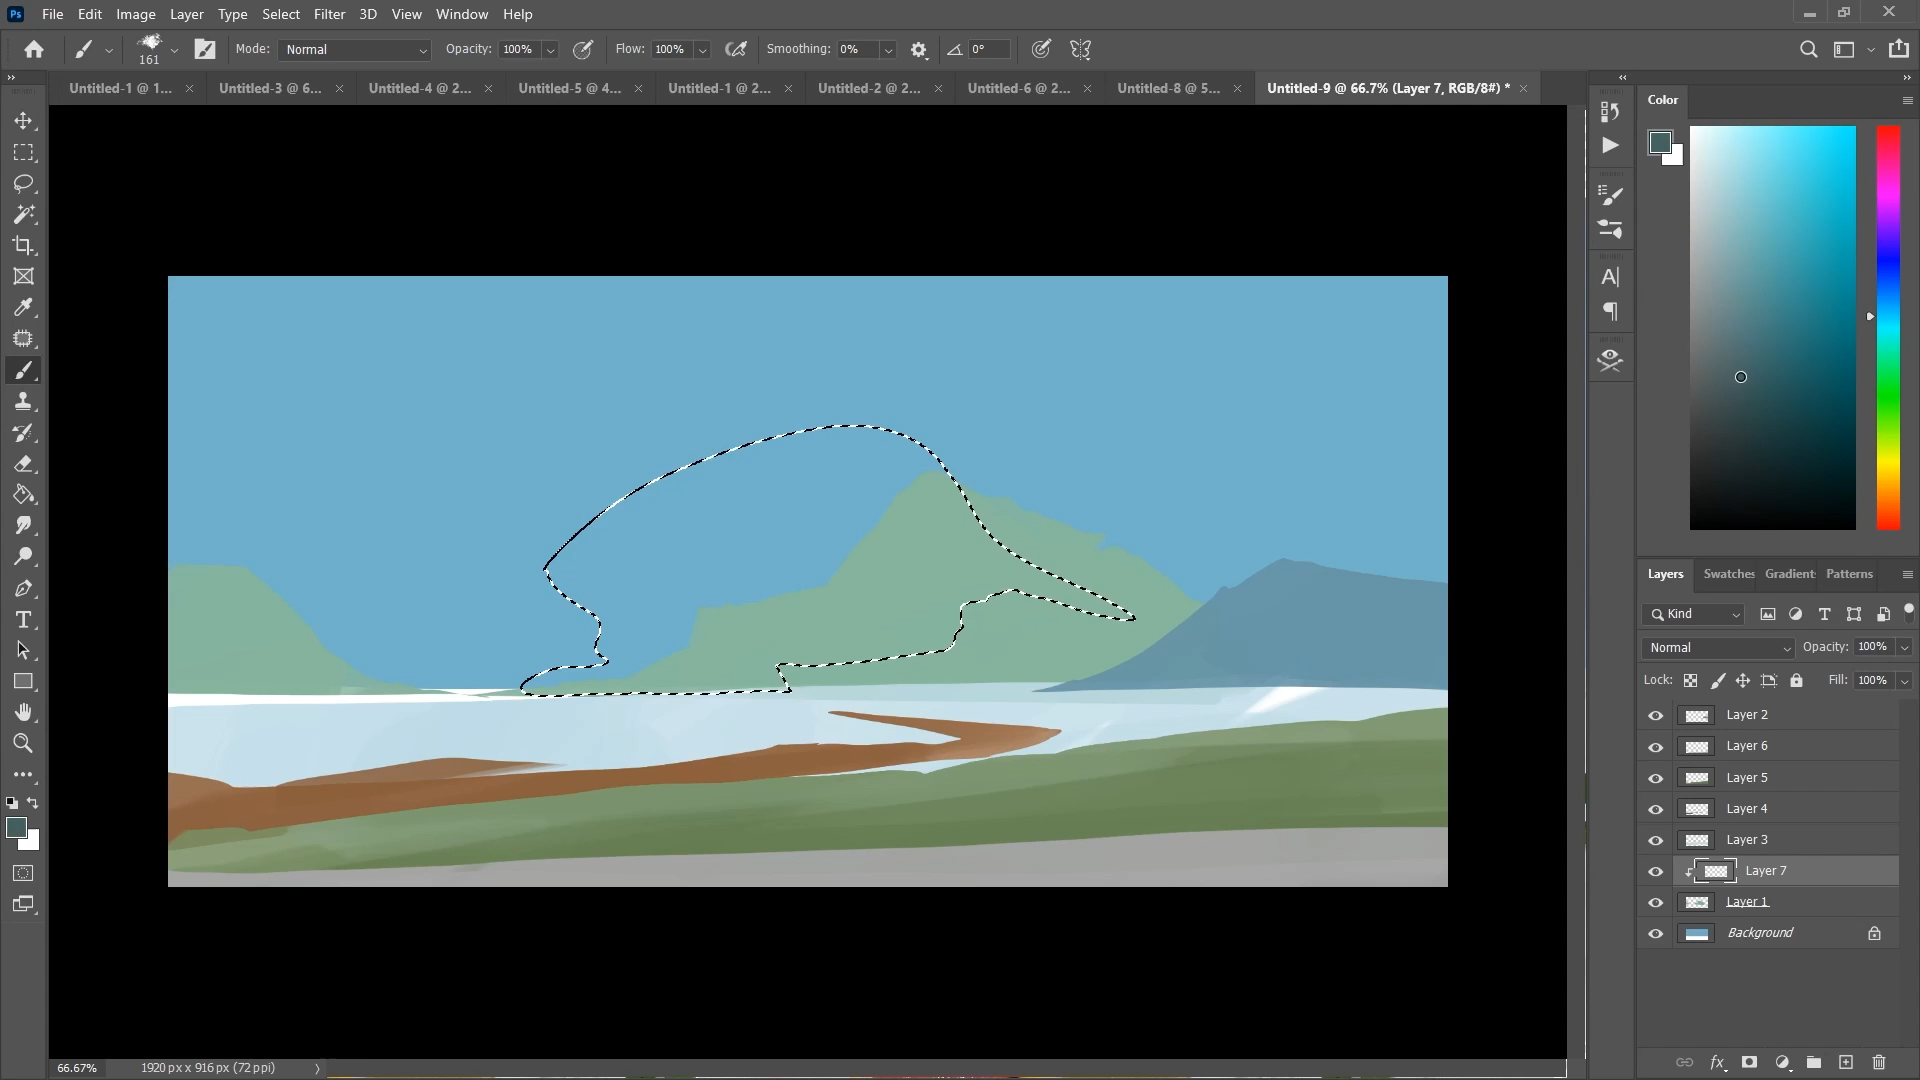 Ps File Edit Image Layer Type Select Filter 3D View Window Help
161 Mode: Normal Opacity: 100% Flow: 100% Smoothing: 0% 0°
Untitled-1 @ 1... Untitled-3 @ 6... Untitled-4 @ 2... Untitled-5 @ 4... Untitled-1 @ 2... Untitled-2 @ 2... Untitled-6 @ 2... Untitled-8 @ 5... Untitled-9 @ 66.7% (Layer 7, RGB/8#) *
Color
Layers Swatches Gradient Patterns
Kind
Normal Opacity: 100%
Lock: Fill: 100%
Layer 2
Layer 6
Layer 5
Layer 4
Layer 3
Layer 7
Layer 1
Background
66.67% 1920 px x 916 px (72 ppi)